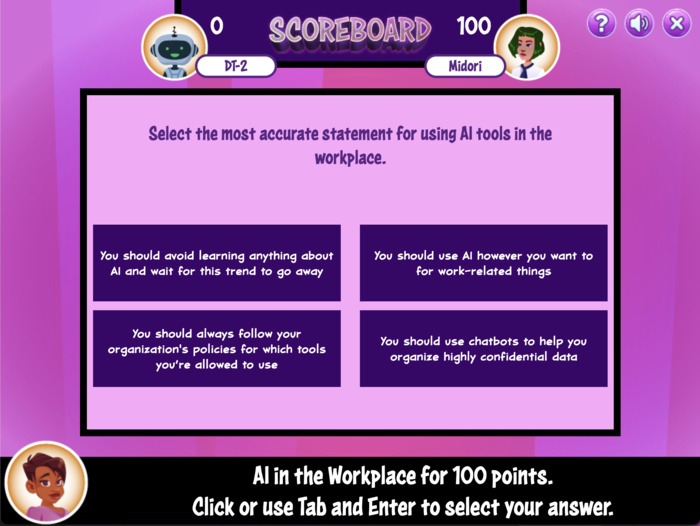 0
SCOREBOARD
100
DT-2
Midori
?
Select the most accurate statement for using AI tools in the
workplace.
You should avoid learning anything about
AI and wait for this trend to go away
You should use AI however you want to
for work-related things
You should always follow your
organization's policies for which tools
you're allowed to use
You should use chatbots to help you
organize highly confidential data
AI in the Workplace for 100 points.
Click or use Tab and Enter to select your answer.